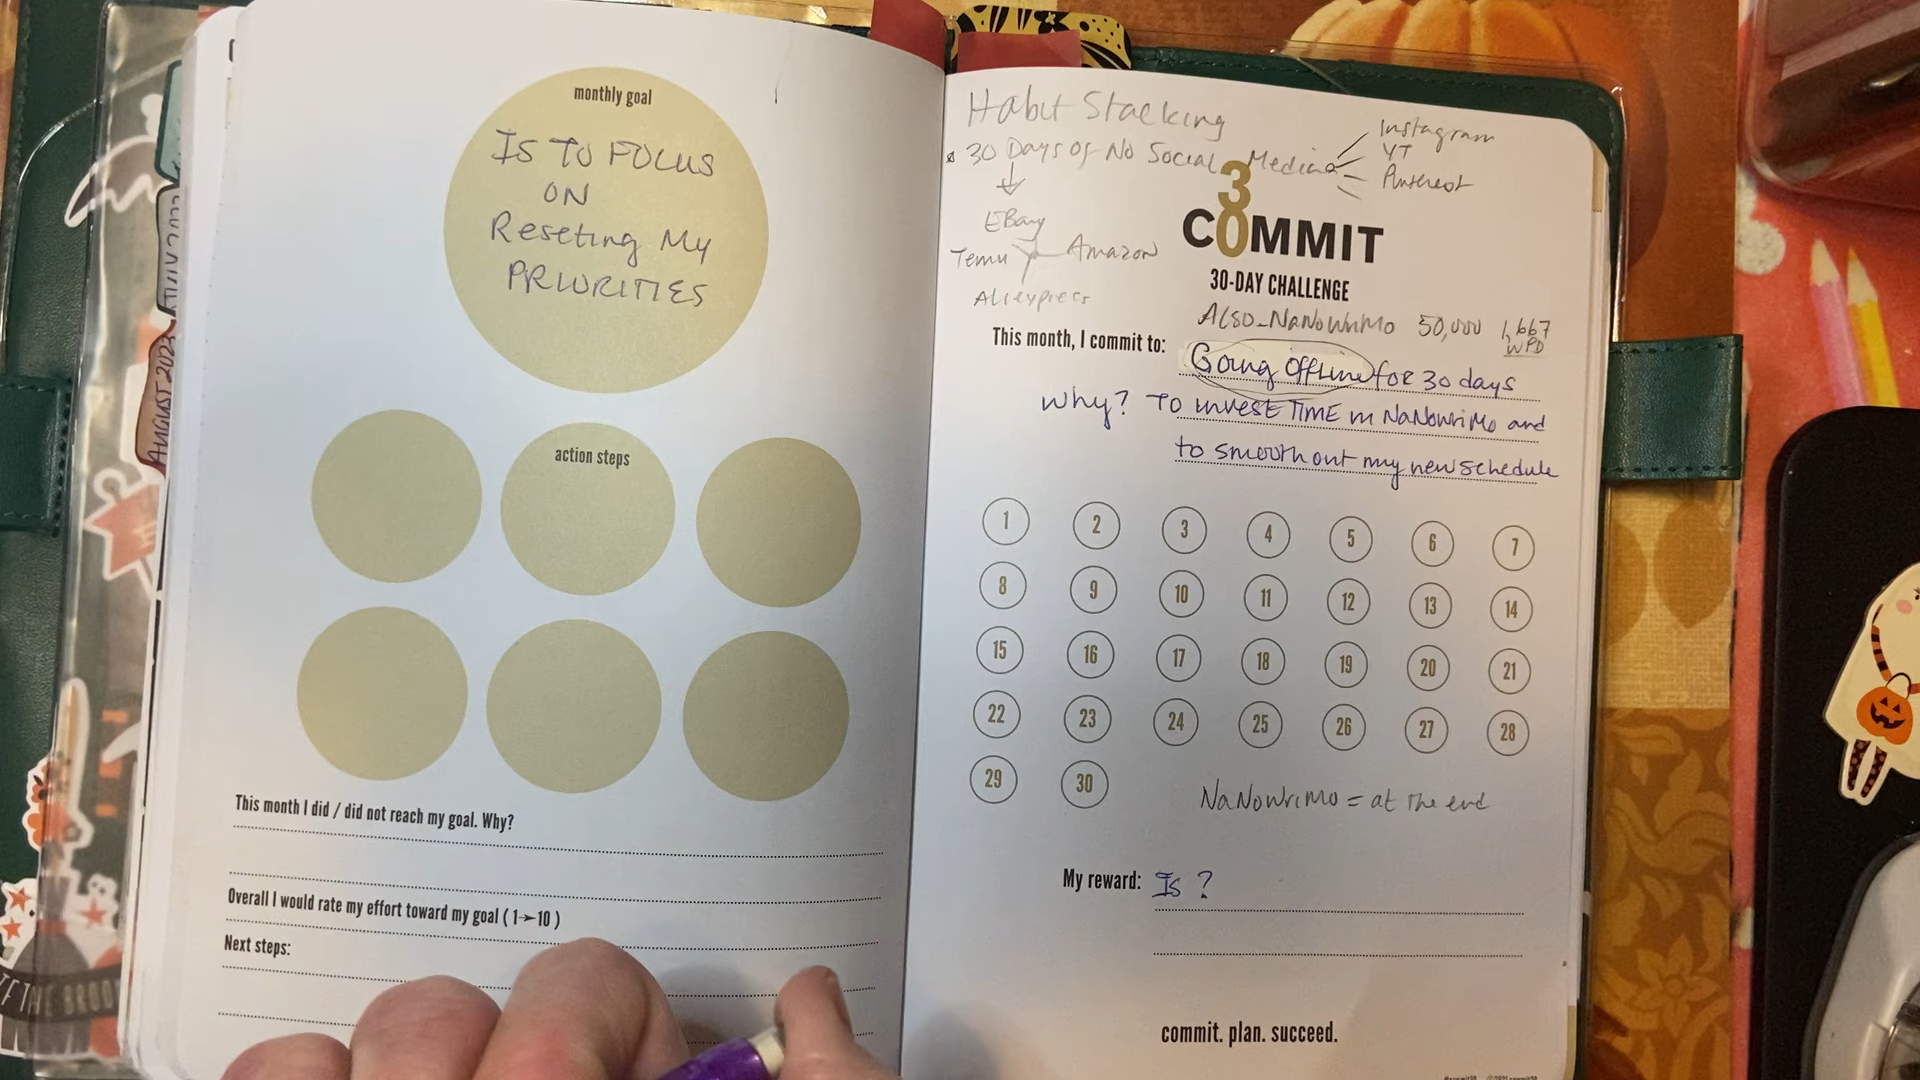 monthly goal
Is TO FOCUS
ON
Reseting My
PRIORITIES
action steps
This month I did / did not reach my goal. Why?
Overall I would rate my effort toward my goal ( 1➛10 )
Next steps:
Habit Stacking
30 Days of No Social Media
Instagram
YT
Pinterest
EBay
Temu
Amazon
Aliexpress
30
COMMIT
30-DAY CHALLENGE
Also NaNoWriMo 50,000 1,667
WPD
This month, I commit to:
Going Offline for 30 days
Why? To invest TIME in NaNoWriMo and
to smooth out my new schedule
1 2 3 4 5 6 7
8 9 10 11 12 13 14
15 16 17 18 19 20 21
22 23 24 25 26 27 28
29 30
NaNoWriMo = at the end
My reward: Is ?
commit. plan. succeed.
AUGUST 2023